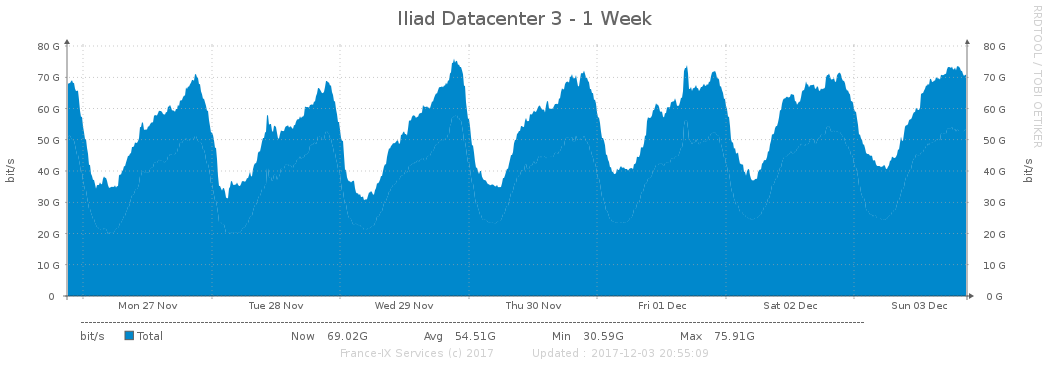 Iliad Datacenter 3 - 1 Week
RRDTOOL / TOBI OETIKER
80 G 80 G
70 G 70 G
60 G 60 G
50 G 50 G
40 G 40 G
30 G 30 G
20 G 20 G
10 G 10 G
0 0 G
bit/s bit/s
Mon 27 Nov Tue 28 Nov Wed 29 Nov Thu 30 Nov Fri 01 Dec Sat 02 Dec Sun 03 Dec
bit/s Total Now 69.02G Avg 54.51G Min 30.59G Max 75.91G
France-IX Services (c) 2017 Updated : 2017-12-03 20:55:09